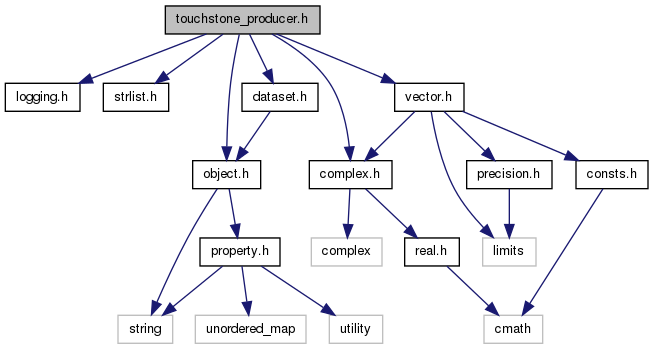 touchstone_producer.h
logging.h
strlist.h
dataset.h
vector.h
object.h
complex.h
precision.h
consts.h
property.h
complex
real.h
limits
string
unordered_map
utility
cmath